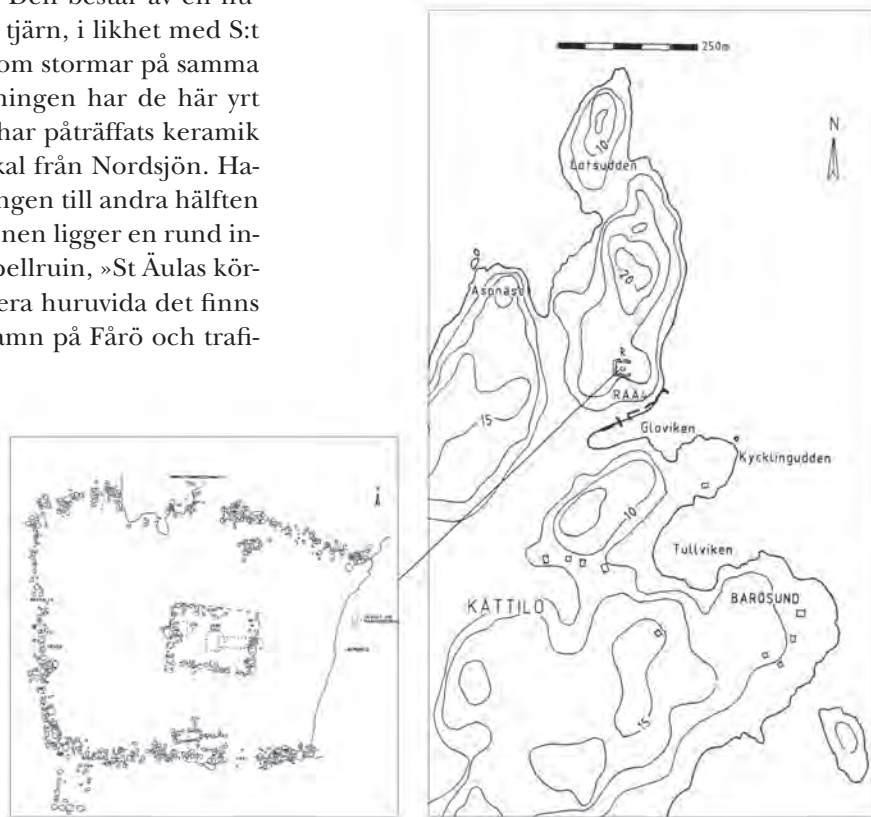 Den består av en nu-
tjärn, i likhet med S:t
om stormar på samma
ningen har de här yrt
har påträffats keramik
kal från Nordsjön. Ha-
ngen till andra hälften
nen ligger en rund in-
pellruin, »St Äulas kör-
era huruvida det finns
amn på Fårö och trafi-
250m
N
10
Lotsudden
20
Aspnäset
R
RAÄ4
15
Gloviken
Kycklingudden
10
Tullviken
KÄTTILÖ
BARÖSUND
15